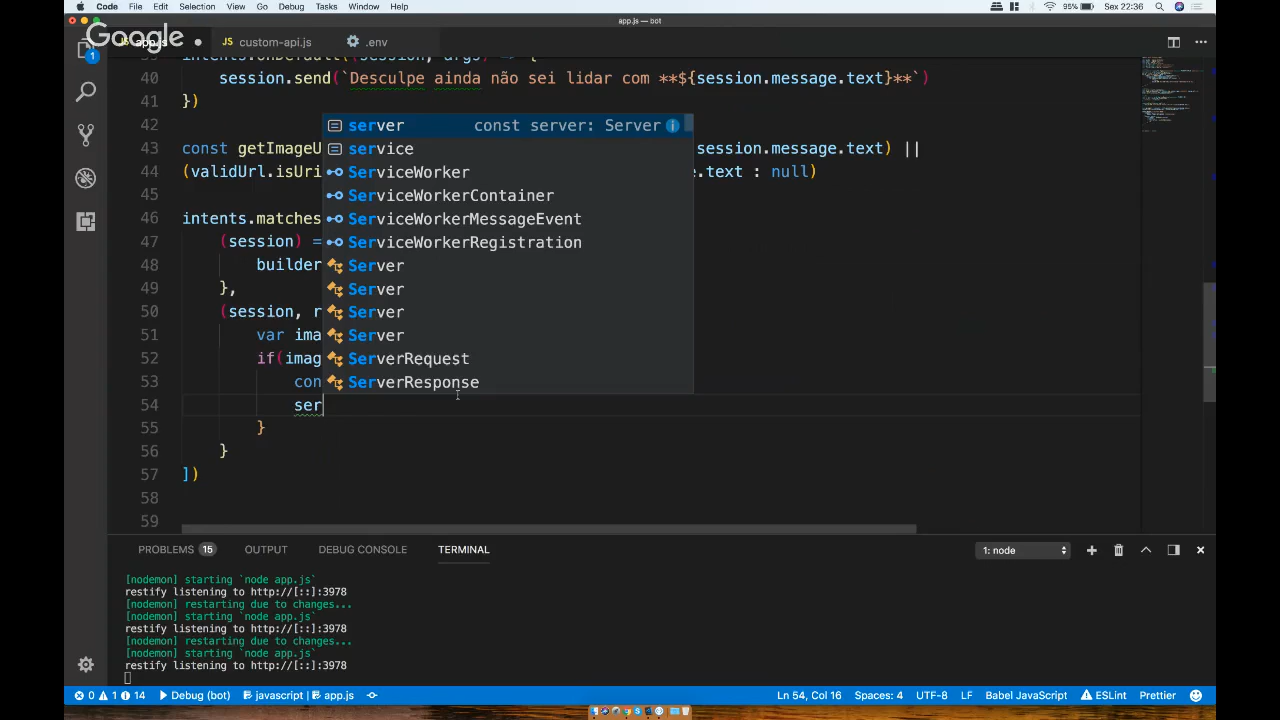 Code File Edit Selection View Go Debug Tasks Window Help 95% Sex 22:36
app.js — bot
Google
app.js custom-api.js .env
1
40 session.send(`Desculpe ainda não sei lidar com **${session.message.text}**`)
41 })
42
43 const getImageU session.message.text) ||
44 (validUrl.isUri e.text : null)
45
46 intents.matches
47 (session) =
48 builder
49 },
50 (session, r
51 var ima
52 if(imag
53 con
54 ser
55 }
56 }
57 ])
58
59
server const server: Server
service
ServiceWorker
ServiceWorkerContainer
ServiceWorkerMessageEvent
ServiceWorkerRegistration
Server
Server
Server
Server
ServerRequest
ServerResponse
PROBLEMS 15 OUTPUT DEBUG CONSOLE TERMINAL 1: node
[nodemon] starting `node app.js`
restify listening to http://[::]:3978
[nodemon] restarting due to changes...
[nodemon] starting `node app.js`
restify listening to http://[::]:3978
[nodemon] restarting due to changes...
[nodemon] starting `node app.js`
restify listening to http://[::]:3978
0 1 14 Debug (bot) javascript | app.js Ln 54, Col 16 Spaces: 4 UTF-8 LF Babel JavaScript ESLint Prettier